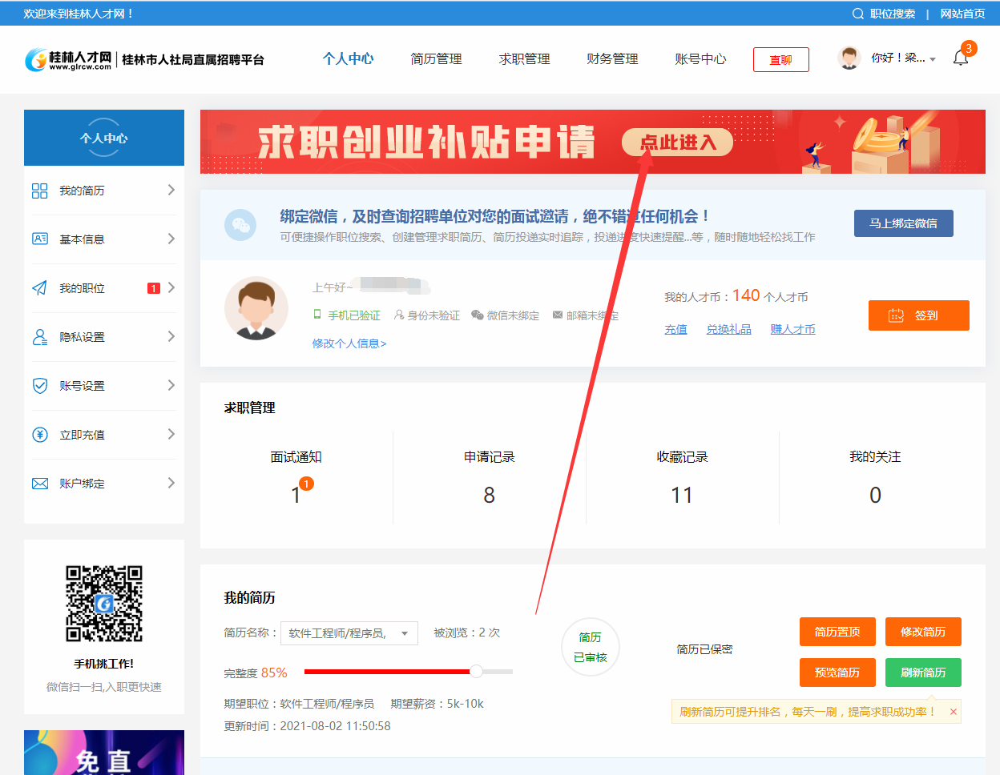 欢迎来到桂林人才网！
职位搜索 | 网站首页
桂林人才网 www.glrcw.com 桂林市人社局直属招聘平台
个人中心 简历管理 求职管理 财务管理 账号中心 直聊 你好！梁... 3
个人中心
我的简历
基本信息
我的职位 1
隐私设置
账号设置
立即充值
账户绑定
手机挑工作!
微信扫一扫,入职更快速
免 直
求职创业补贴申请 点此进入
绑定微信，及时查询招聘单位对您的面试邀请，绝不错过任何机会！
可便捷操作职位搜索、创建管理求职简历、简历投递实时追踪，投递进度快速提醒...等，随时随地轻松找工作
马上绑定微信
上午好~
手机已验证 身份未验证 微信未绑定 邮箱未绑定
修改个人信息>
我的人才币：140 个人才币
充值 兑换礼品 赚人才币
签到
求职管理
面试通知 申请记录 收藏记录 我的关注
1 1 8 11 0
我的简历
简历名称： 软件工程师/程序员, 被浏览：2 次
完整度 85%
期望职位：软件工程师/程序员 期望薪资：5k-10k
更新时间：2021-08-02 11:50:58
简历
已审核
简历已保密
简历置顶 修改简历
预览简历 刷新简历
刷新简历可提升排名，每天一刷，提高求职成功率！ ×